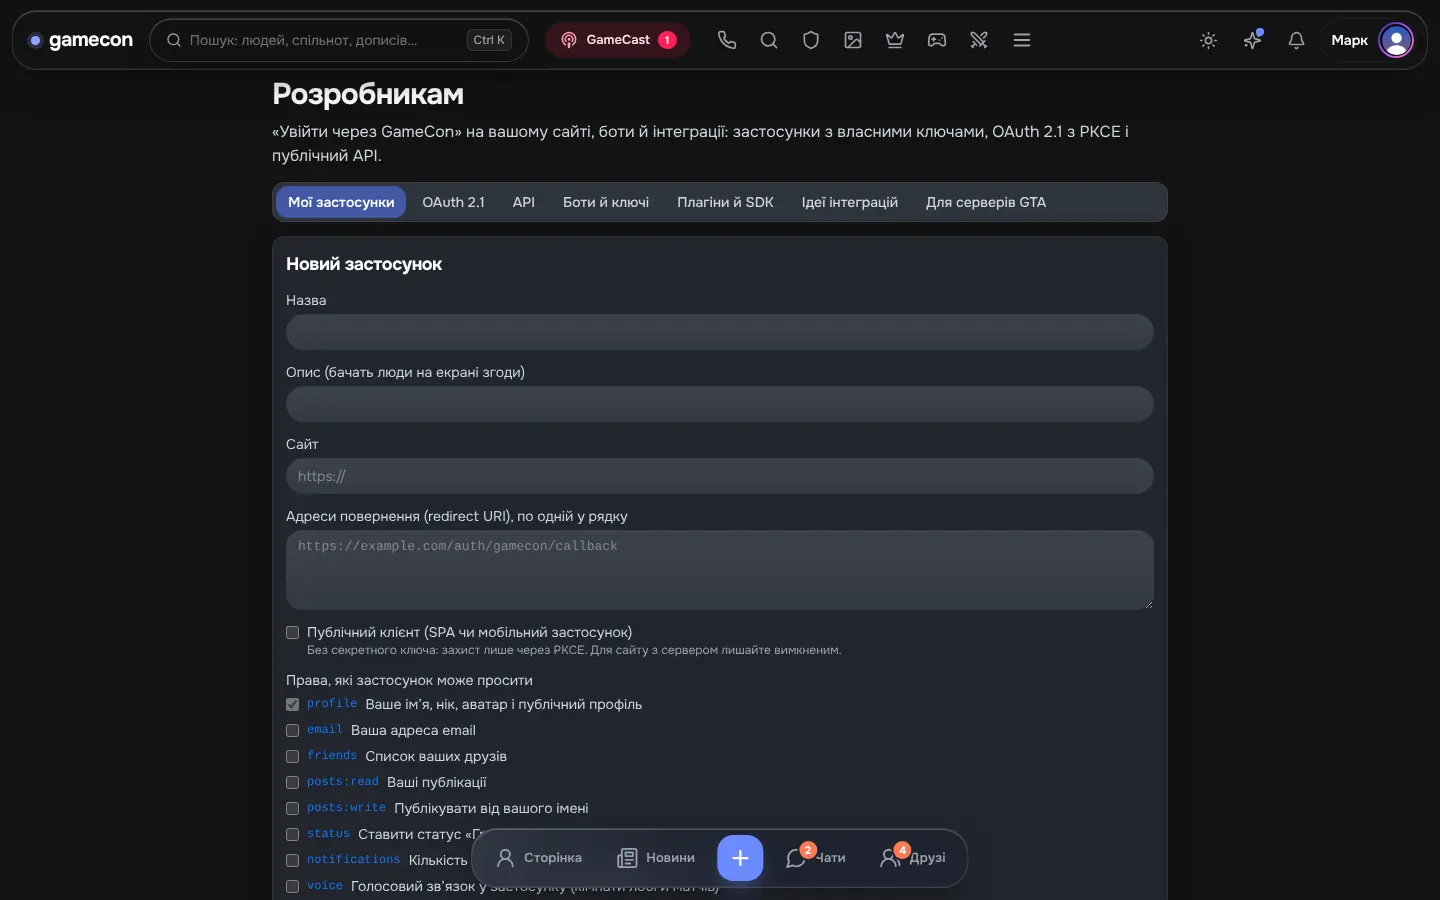 gamecon
Пошук: людей, спільнот, дописів...
Ctrl K
GameCast 1
Марк
Розробникам
«Увійти через GameCon» на вашому сайті, боти й інтеграції: застосунки з власними ключами, OAuth 2.1 з PKCE і
публічний API.
Мої застосунки
OAuth 2.1
API
Боти й ключі
Плагіни й SDK
Ідеї інтеграцій
Для серверів GTA
Новий застосунок
Назва
Опис (бачать люди на екрані згоди)
Сайт
https://
Адреси повернення (redirect URI), по одній у рядку
https://example.com/auth/gamecon/callback
Публічний клієнт (SPA чи мобільний застосунок)
Без секретного ключа: захист лише через PKCE. Для сайту з сервером лишайте вимкненим.
Права, які застосунок може просити
profile Ваше ім’я, нік, аватар і публічний профіль
email Ваша адреса email
friends Список ваших друзів
posts:read Ваші публікації
posts:write Публікувати від вашого імені
status Ставити статус
notifications Кількість
voice Голосовий зв’язок у застосунку (кімнати лобі й матчів)
Сторінка
Новини
2
Чати
4
Друзі